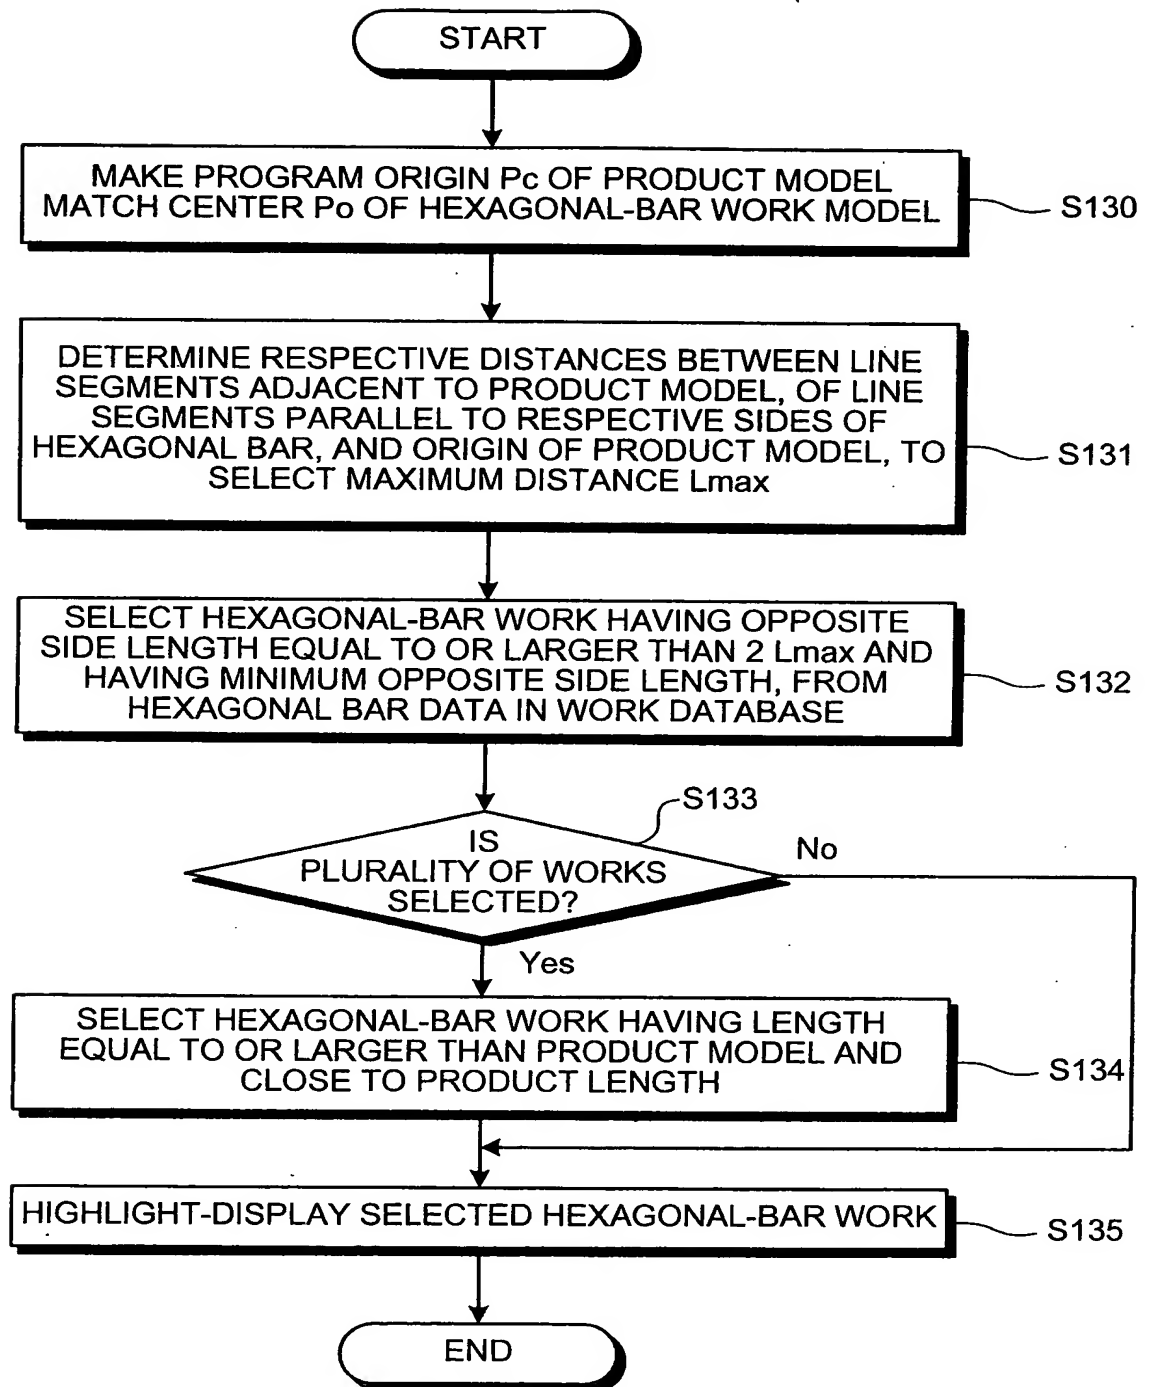 START
MAKE PROGRAM ORIGIN Pc OF PRODUCT MODEL
MATCH CENTER Po OF HEXAGONAL-BAR WORK MODEL
S130
DETERMINE RESPECTIVE DISTANCES BETWEEN LINE
SEGMENTS ADJACENT TO PRODUCT MODEL, OF LINE
SEGMENTS PARALLEL TO RESPECTIVE SIDES OF
HEXAGONAL BAR, AND ORIGIN OF PRODUCT MODEL, TO
SELECT MAXIMUM DISTANCE Lmax
S131
SELECT HEXAGONAL-BAR WORK HAVING OPPOSITE
SIDE LENGTH EQUAL TO OR LARGER THAN 2 Lmax AND
HAVING MINIMUM OPPOSITE SIDE LENGTH, FROM
HEXAGONAL BAR DATA IN WORK DATABASE
S132
S133
IS
PLURALITY OF WORKS
SELECTED?
No
Yes
SELECT HEXAGONAL-BAR WORK HAVING LENGTH
EQUAL TO OR LARGER THAN PRODUCT MODEL AND
CLOSE TO PRODUCT LENGTH
S134
HIGHLIGHT-DISPLAY SELECTED HEXAGONAL-BAR WORK
S135
END